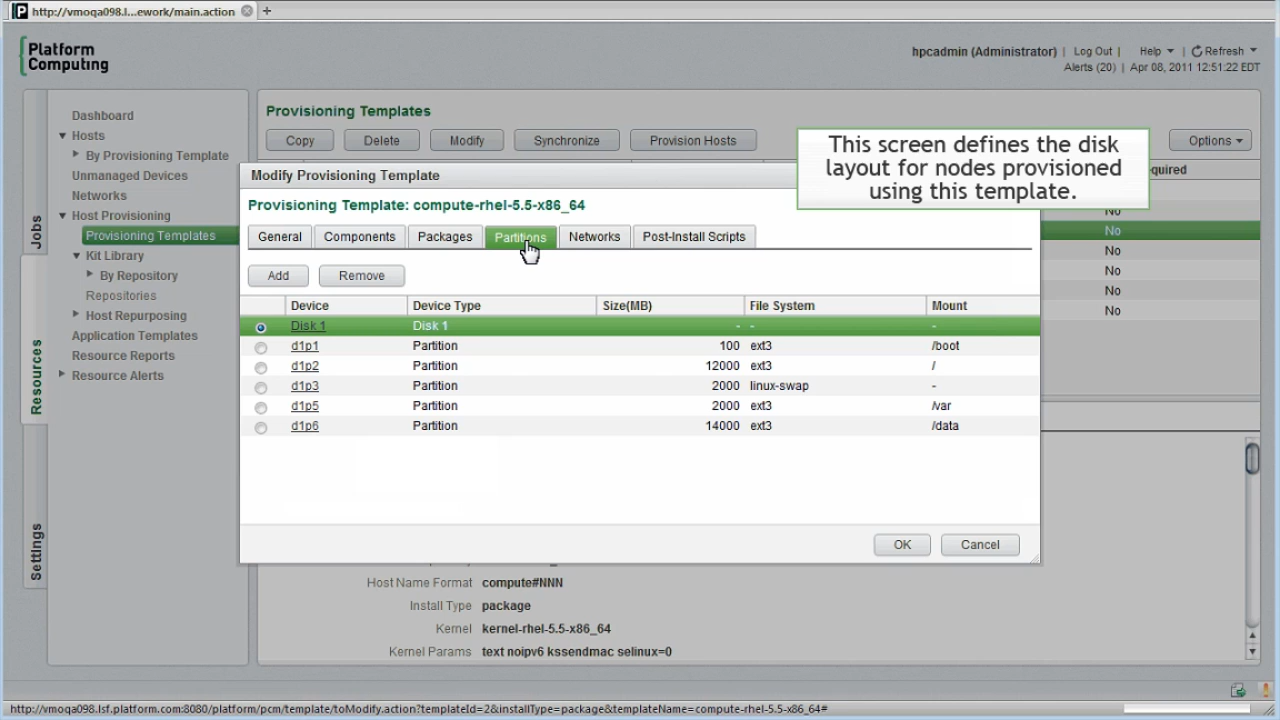 http://vmoqa098.l...ework/main.action
Platform
Computing
hpcadmin (Administrator) | Log Out | Help | Refresh
Alerts (20) | Apr 08, 2011 12:51:22 EDT
Jobs
Resources
Settings
Dashboard
Hosts
By Provisioning Template
Unmanaged Devices
Networks
Host Provisioning
Provisioning Templates
Kit Library
By Repository
Repositories
Host Repurposing
Application Templates
Resource Reports
Resource Alerts
Provisioning Templates
Copy Delete Modify Synchronize Provision Hosts Options
This screen defines the disk
layout for nodes provisioned
using this template.
quired
No
No
No
No
No
No
Modify Provisioning Template
Provisioning Template: compute-rhel-5.5-x86_64
General Components Packages Partitions Networks Post-Install Scripts
Add Remove
Device Device Type Size(MB) File System Mount
Disk 1 Disk 1 - - -
d1p1 Partition 100 ext3 /boot
d1p2 Partition 12000 ext3 /
d1p3 Partition 2000 linux-swap -
d1p5 Partition 2000 ext3 /var
d1p6 Partition 14000 ext3 /data
OK Cancel
Host Name Format compute#NNN
Install Type package
Kernel kernel-rhel-5.5-x86_64
Kernel Params text noipv6 kssendmac selinux=0
http://vmoqa098.lsf.platform.com:8080/platform/pcm/template/toModify.action?templateId=2&installType=package&templateName=compute-rhel-5.5-x86_64#